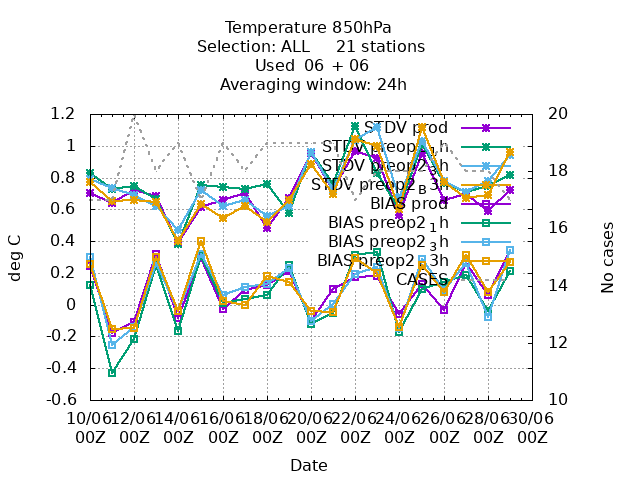 Temperature 850hPa
Selection: ALL 21 stations
Used 06 + 06
Averaging window: 24h
1.2
1
0.8
0.6
0.4
0.2
0
-0.2
-0.4
-0.6
20
18
16
14
12
10
deg C
No cases
STDV prod
STDV preop2_1h
STDV preop2_3h
STDV preop2_B3h
BIAS prod
BIAS preop2_1h
BIAS preop2_3h
BIAS preop2_B3h
CASES
10/06 12/06 14/06 16/06 18/06 20/06 22/06 24/06 26/06 28/06 30/06
00Z 00Z 00Z 00Z 00Z 00Z 00Z 00Z 00Z 00Z 00Z
Date